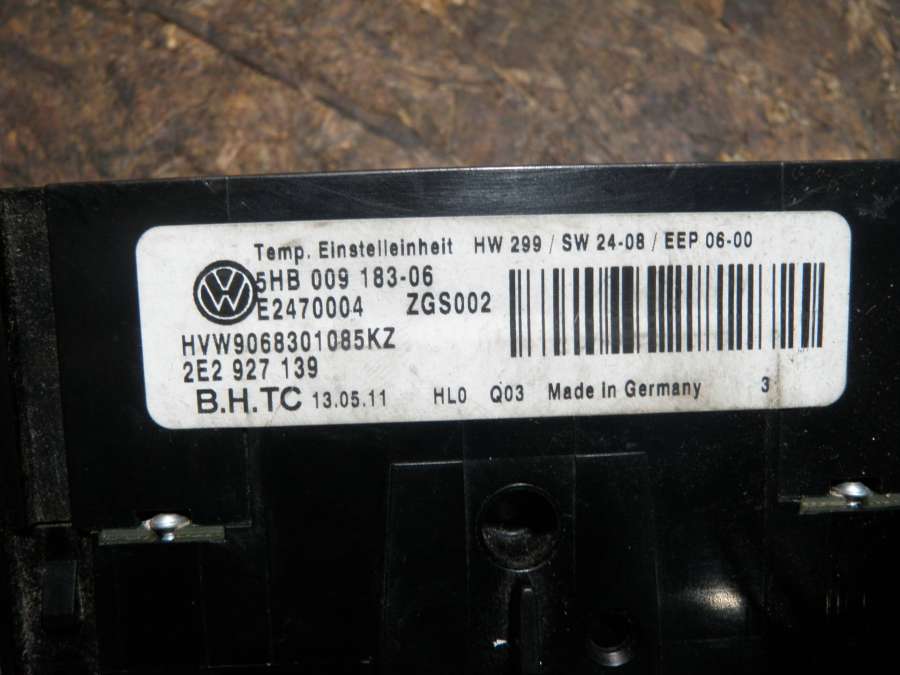 Temp. Einstelleinheit HW 299 / SW 24-08 / EEP 06-00
5HB 009 183-06
E2470004 ZGS002
HVW9068301085KZ
2E2 927 139
B.H.TC 13.05.11 HL0 Q03 Made in Germany 3